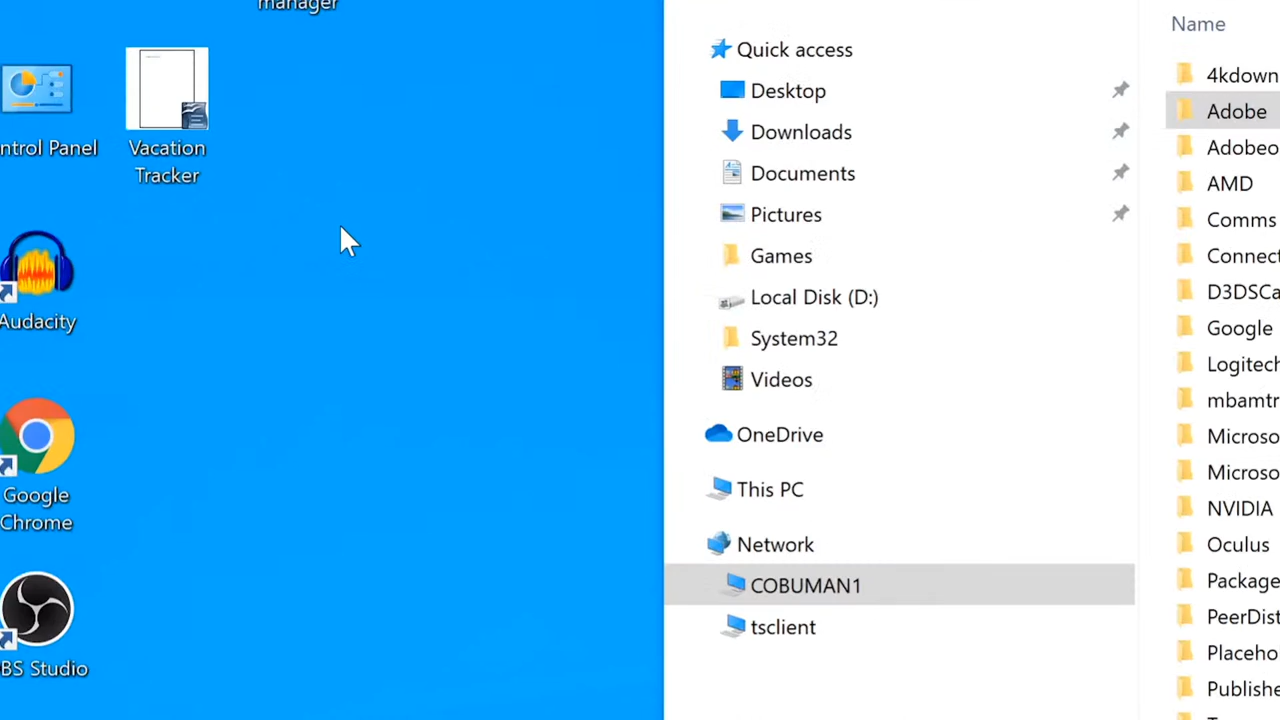 manager
ntrol Panel
Vacation
Tracker
Audacity
Google
Chrome
BS Studio
Quick access
Desktop
Downloads
Documents
Pictures
Games
Local Disk (D:)
System32
Videos
OneDrive
This PC
Network
COBUMAN1
tsclient
Name
4kdown
Adobe
Adobeo
AMD
Comms
Connect
D3DSCa
Google
Logitech
mbamtr
Microso
Microso
NVIDIA
Oculus
Package
PeerDist
Placeho
Publishe